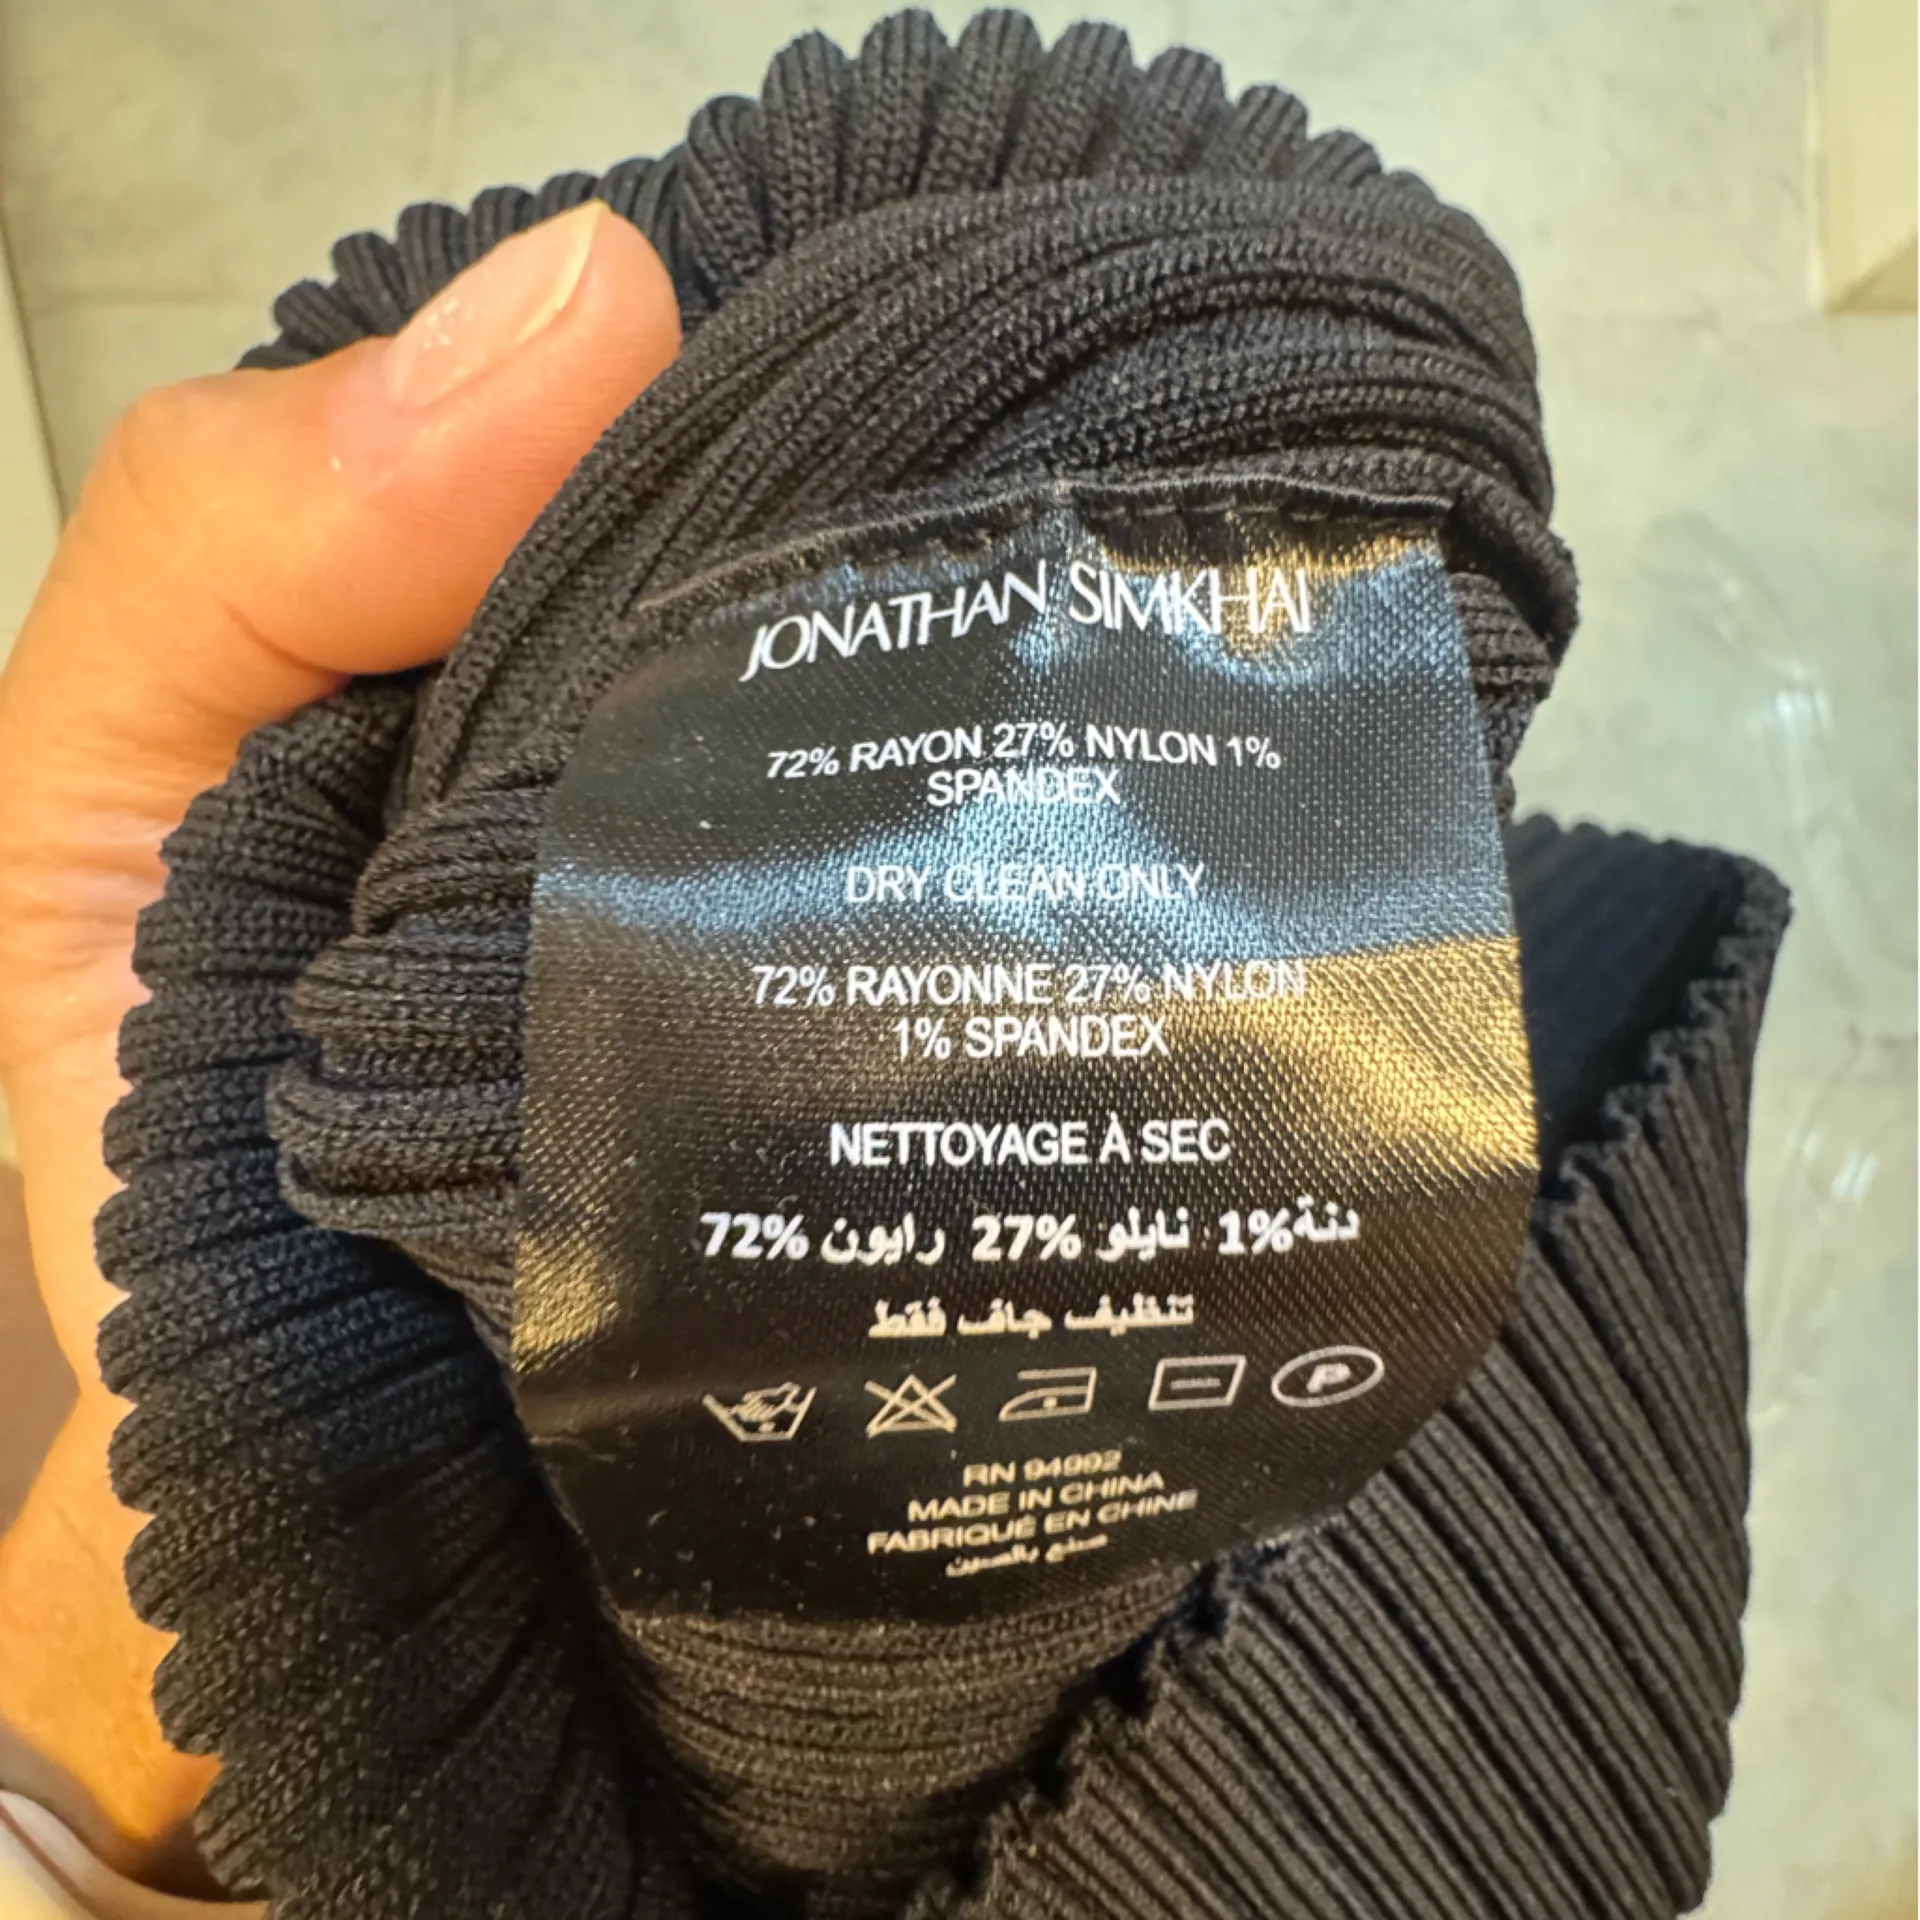 JONATHAN SIMKHAI
72% RAYON 27% NYLON 1%
SPANDEX
DRY CLEAN ONLY
72% RAYONNE 27% NYLON
1% SPANDEX
NETTOYAGE À SEC
72% رايون 27% نايلو 1% دنة
تنظيف جاف فقط
P
RN 94992
MADE IN CHINA
FABRIQUÉ EN CHINE
صنع بالصين